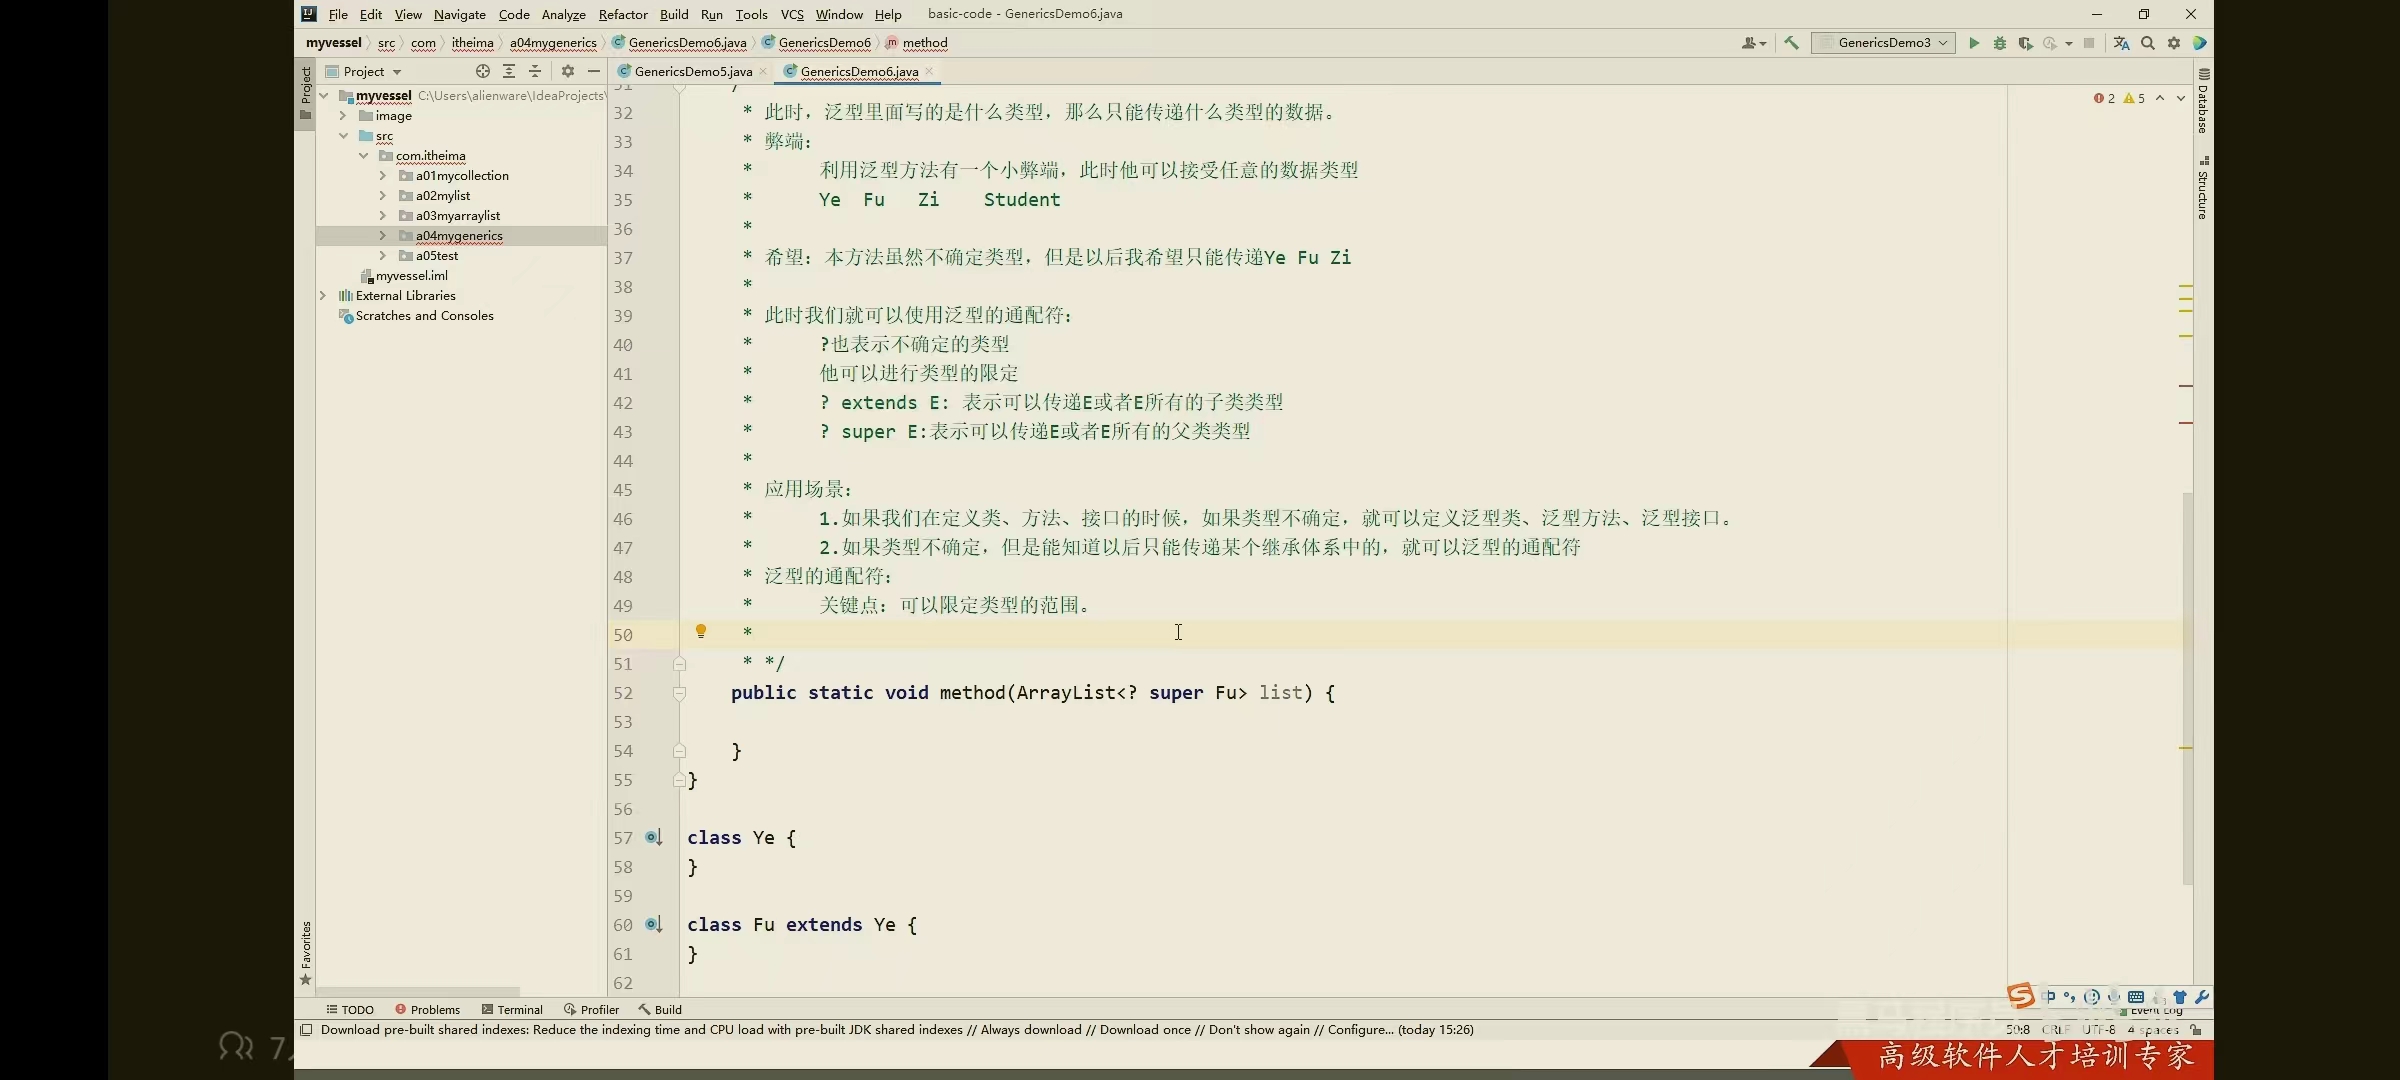 File Edit View Navigate Code Analyze Refactor Build Run Tools VCS Window Help basic-code - GenericsDemo6.java
myvessel src com itheima a04mygenerics GenericsDemo6.java GenericsDemo6 method GenericsDemo3
Project
GenericsDemo5.java GenericsDemo6.java
Project
myvessel C:\Users\alienware\IdeaProjects\
image
src
com.itheima
a01mycollection
a02mylist
a03myarraylist
a04mygenerics
a05test
myvessel.iml
External Libraries
Scratches and Consoles
Favorites
2 5
Database
Structure
32 * 此时，泛型里面写的是什么类型，那么只能传递什么类型的数据。
33 * 弊端：
34 * 利用泛型方法有一个小弊端，此时他可以接受任意的数据类型
35 * Ye Fu Zi Student
36 *
37 * 希望：本方法虽然不确定类型，但是以后我希望只能传递Ye Fu Zi
38 *
39 * 此时我们就可以使用泛型的通配符：
40 * ?也表示不确定的类型
41 * 他可以进行类型的限定
42 * ? extends E: 表示可以传递E或者E所有的子类类型
43 * ? super E:表示可以传递E或者E所有的父类类型
44 *
45 * 应用场景：
46 * 1.如果我们在定义类、方法、接口的时候，如果类型不确定，就可以定义泛型类、泛型方法、泛型接口。
47 * 2.如果类型不确定，但是能知道以后只能传递某个继承体系中的，就可以泛型的通配符
48 * 泛型的通配符：
49 * 关键点：可以限定类型的范围。
50 *
51 * */
52 public static void method(ArrayList<? super Fu> list) {
53
54 }
55 }
56
57 class Ye {
58 }
59
60 class Fu extends Ye {
61 }
62
TODO Problems Terminal Profiler Build
中
Event Log
Download pre-built shared indexes: Reduce the indexing time and CPU load with pre-built JDK shared indexes // Always download // Download once // Don't show again // Configure... (today 15:26)
50:8 CRLF UTF-8 4 spaces
高级软件人才培训专家